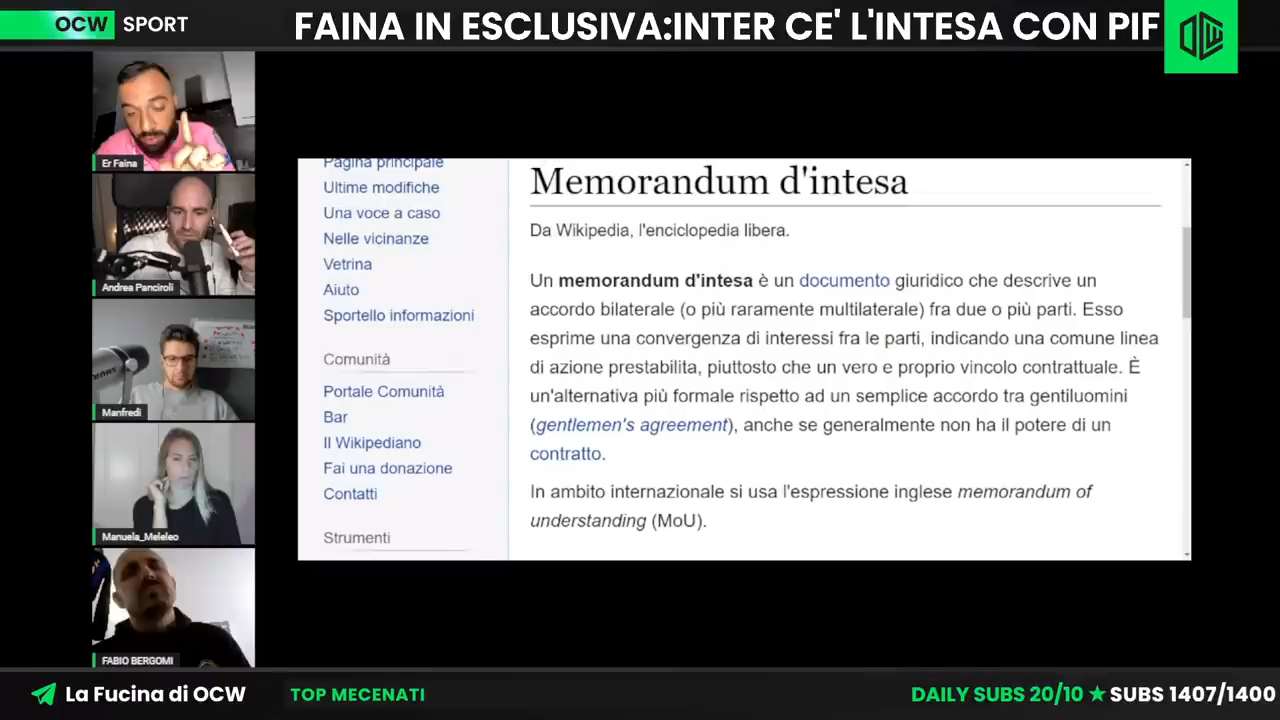 OCW SPORT
FAINA IN ESCLUSIVA:INTER CE' L'INTESA CON PIF
Er Faina
Andrea Panciroli
Manfredi
Manuela_Meleleo
FABIO BERGOMI
Pagina principale
Ultime modifiche
Una voce a caso
Nelle vicinanze
Vetrina
Aiuto
Sportello informazioni
Comunità
Portale Comunità
Bar
Il Wikipediano
Fai una donazione
Contatti
Strumenti
Memorandum d'intesa
Da Wikipedia, l'enciclopedia libera.
Un memorandum d'intesa è un documento giuridico che descrive un
accordo bilaterale (o più raramente multilaterale) fra due o più parti. Esso
esprime una convergenza di interessi fra le parti, indicando una comune linea
di azione prestabilita, piuttosto che un vero e proprio vincolo contrattuale. È
un'alternativa più formale rispetto ad un semplice accordo tra gentiluomini
(gentlemen's agreement), anche se generalmente non ha il potere di un
contratto.
In ambito internazionale si usa l'espressione inglese memorandum of
understanding (MoU).
La Fucina di OCW
TOP MECENATI
DAILY SUBS 20/10 ★ SUBS 1407/1400